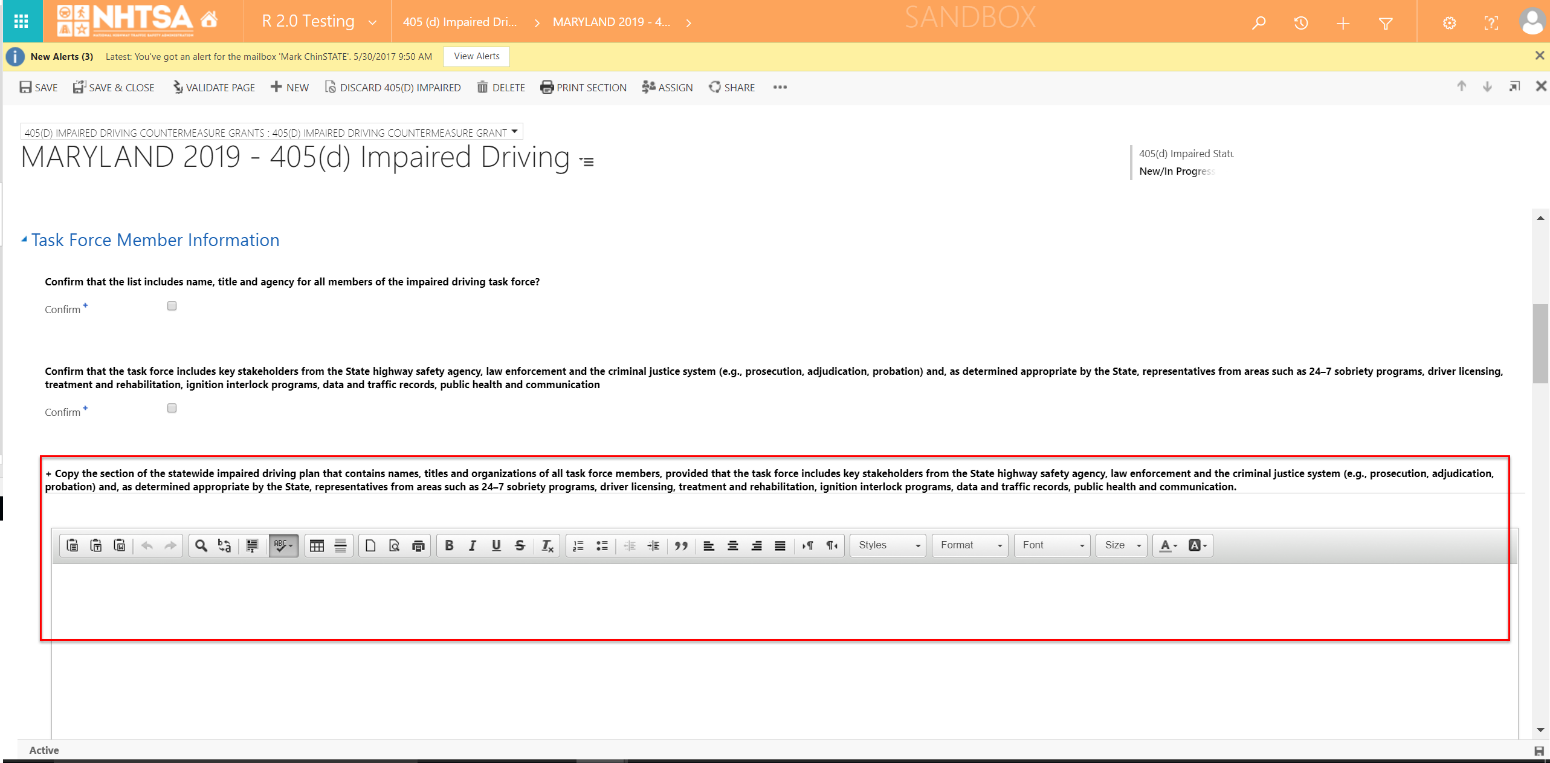 NHTSA R 2.0 Testing 405 (d) Impaired Dri... MARYLAND 2019 - 4... SANDBOX
New Alerts (3) Latest: You've got an alert for the mailbox 'Mark ChinSTATE'. 5/30/2017 9:50 AM View Alerts
SAVE SAVE & CLOSE VALIDATE PAGE NEW DISCARD 405(D) IMPAIRED DELETE PRINT SECTION ASSIGN SHARE
405(D) IMPAIRED DRIVING COUNTERMEASURE GRANTS : 405(D) IMPAIRED DRIVING COUNTERMEASURE GRANT
MARYLAND 2019 - 405(d) Impaired Driving
405(d) Impaired Statu
New/In Progress
Task Force Member Information
Confirm that the list includes name, title and agency for all members of the impaired driving task force?
Confirm *
Confirm that the task force includes key stakeholders from the State highway safety agency, law enforcement and the criminal justice system (e.g., prosecution, adjudication, probation) and, as determined appropriate by the State, representatives from areas such as 24–7 sobriety programs, driver licensing,
treatment and rehabilitation, ignition interlock programs, data and traffic records, public health and communication
Confirm *
+ Copy the section of the statewide impaired driving plan that contains names, titles and organizations of all task force members, provided that the task force includes key stakeholders from the State highway safety agency, law enforcement and the criminal justice system (e.g., prosecution, adjudication,
probation) and, as determined appropriate by the State, representatives from areas such as 24–7 sobriety programs, driver licensing, treatment and rehabilitation, ignition interlock programs, data and traffic records, public health and communication.
Styles Format Font Size
Active